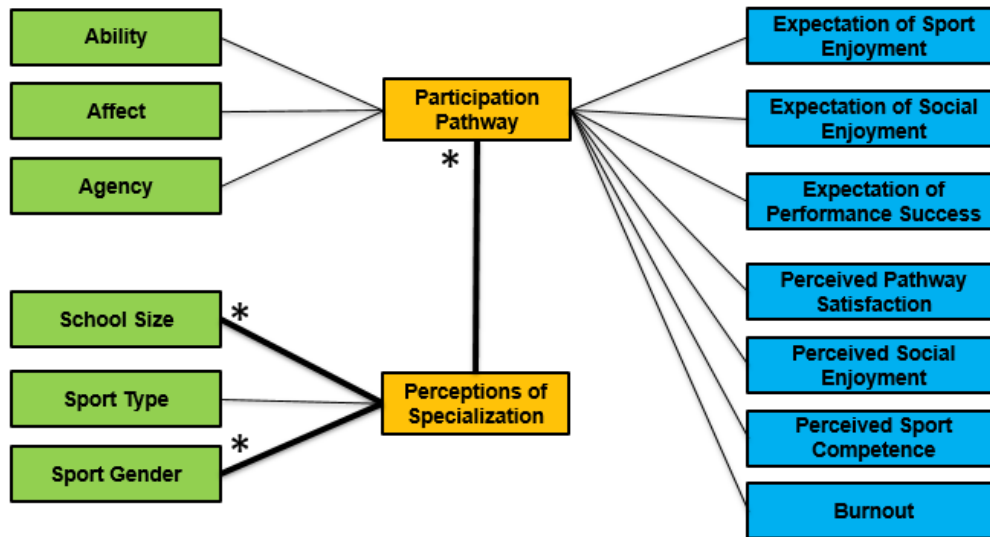 Ability
Affect
Agency
School Size
*
Sport Type
*
Sport Gender
Participation
Pathway
*
Perceptions of
Specialization
Expectation of Sport
Enjoyment
Expectation of Social
Enjoyment
Expectation of
Performance Success
Perceived Pathway
Satisfaction
Perceived Social
Enjoyment
Perceived Sport
Competence
Burnout